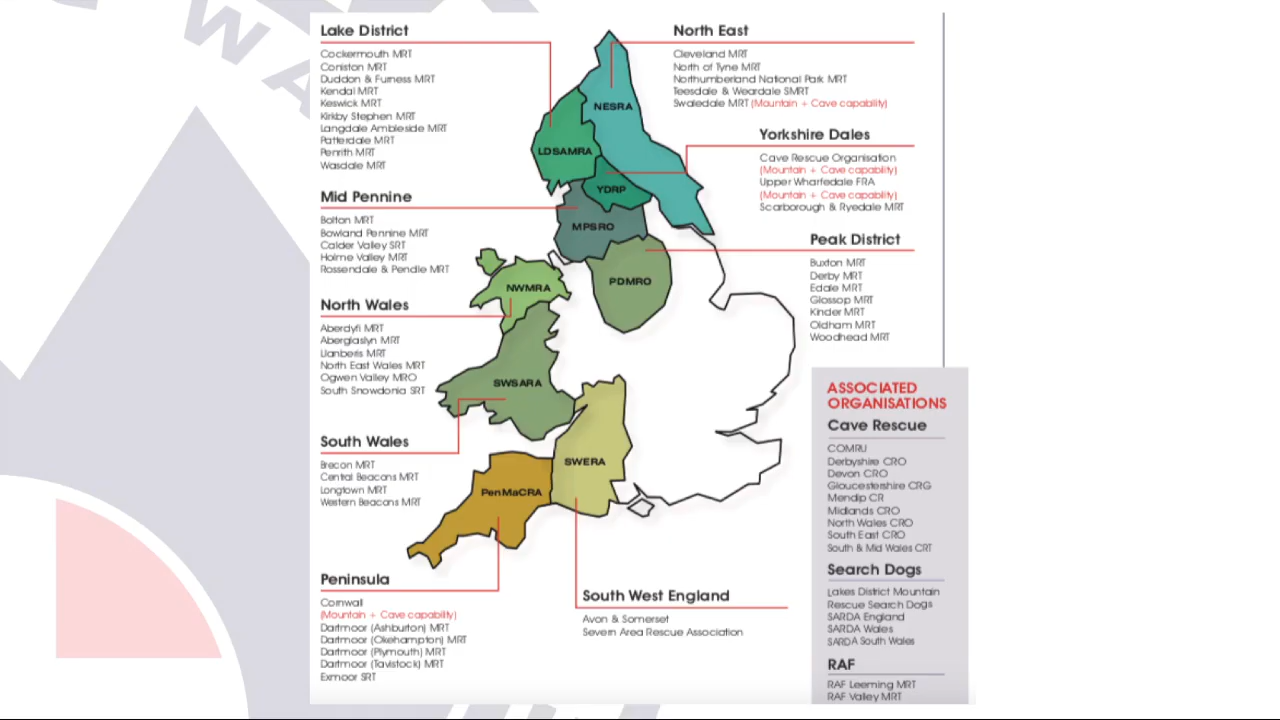 W A
Lake District
Cockermouth MRT
Coniston MRT
Duddon & Furness MRT
Kendal MRT
Keswick MRT
Kirkby Stephen MRT
Langdale Ambleside MRT
Patterdale MRT
Penrith MRT
Wasdale MRT
Mid Pennine
Bolton MRT
Bowland Pennine MRT
Calder Valley SRT
Holme Valley MRT
Rossendale & Pendle MRT
North Wales
Aberdyfi MRT
Aberglaslyn MRT
Llanberis MRT
North East Wales MRT
Ogwen Valley MRO
South Snowdonia SRT
South Wales
Brecon MRT
Central Beacons MRT
Longtown MRT
Western Beacons MRT
Peninsula
Cornwall
(Mountain + Cave capability)
Dartmoor (Ashburton) MRT
Dartmoor (Okehampton) MRT
Dartmoor (Plymouth) MRT
Dartmoor (Tavistock) MRT
Exmoor SRT
NESRA
LDSAMRA
YDRP
MPSRO
PDMRO
NWMRA
SWSARA
SWERA
PenMaCRA
South West England
Avon & Somerset
Severn Area Rescue Association
North East
Cleveland MRT
North of Tyne MRT
Northumberland National Park MRT
Teesdale & Weardale SMRT
Swaledale MRT (Mountain + Cave capability)
Yorkshire Dales
Cave Rescue Organisation
(Mountain + Cave capability)
Upper Wharfedale FRA
(Mountain + Cave capability)
Scarborough & Ryedale MRT
Peak District
Buxton MRT
Derby MRT
Edale MRT
Glossop MRT
Kinder MRT
Oldham MRT
Woodhead MRT
ASSOCIATED
ORGANISATIONS
Cave Rescue
COMRU
Derbyshire CRO
Devon CRO
Gloucestershire CRG
Mendip CR
Midlands CRO
North Wales CRO
South East CRO
South & Mid Wales CRT
Search Dogs
Lakes District Mountain
Rescue Search Dogs
SARDA England
SARDA Wales
SARDA South Wales
RAF
RAF Leeming MRT
RAF Valley MRT